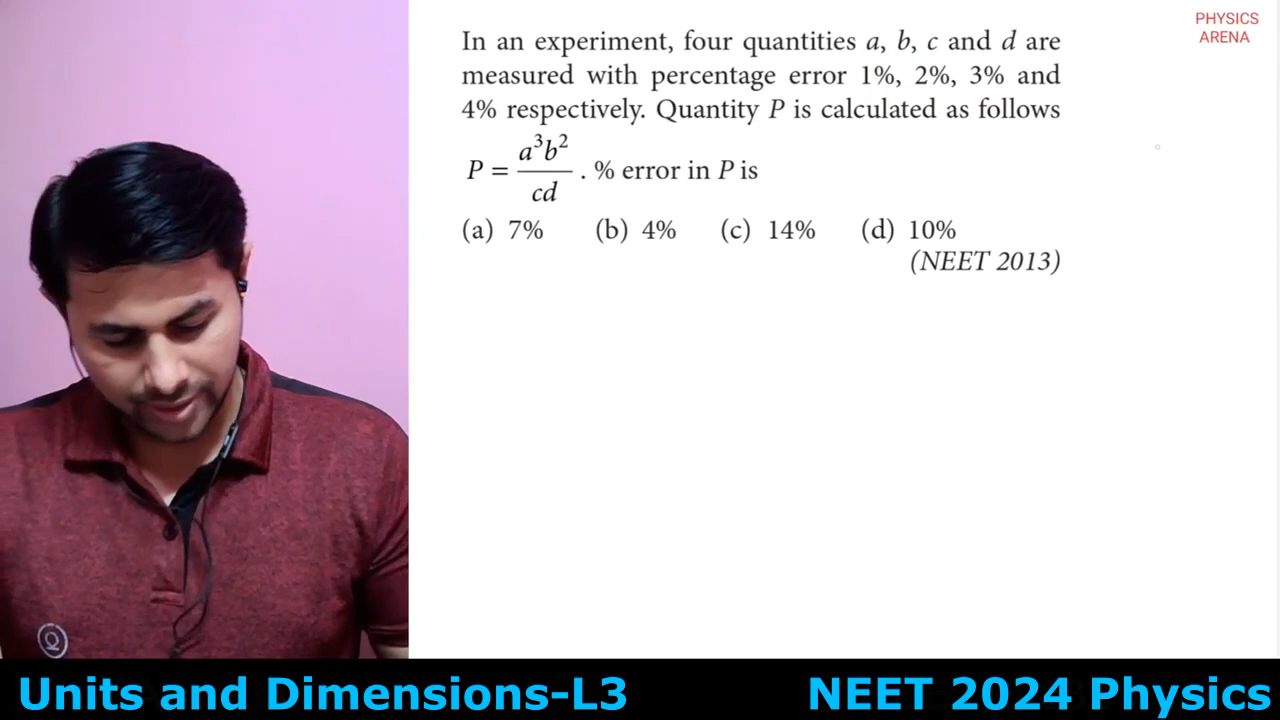 PHYSICS
ARENA
In an experiment, four quantities a, b, c and d are
measured with percentage error 1%, 2%, 3% and
4% respectively. Quantity P is calculated as follows
P = a³b²/cd . % error in P is
(a) 7% (b) 4% (c) 14% (d) 10%
(NEET 2013)
Units and Dimensions-L3 NEET 2024 Physics